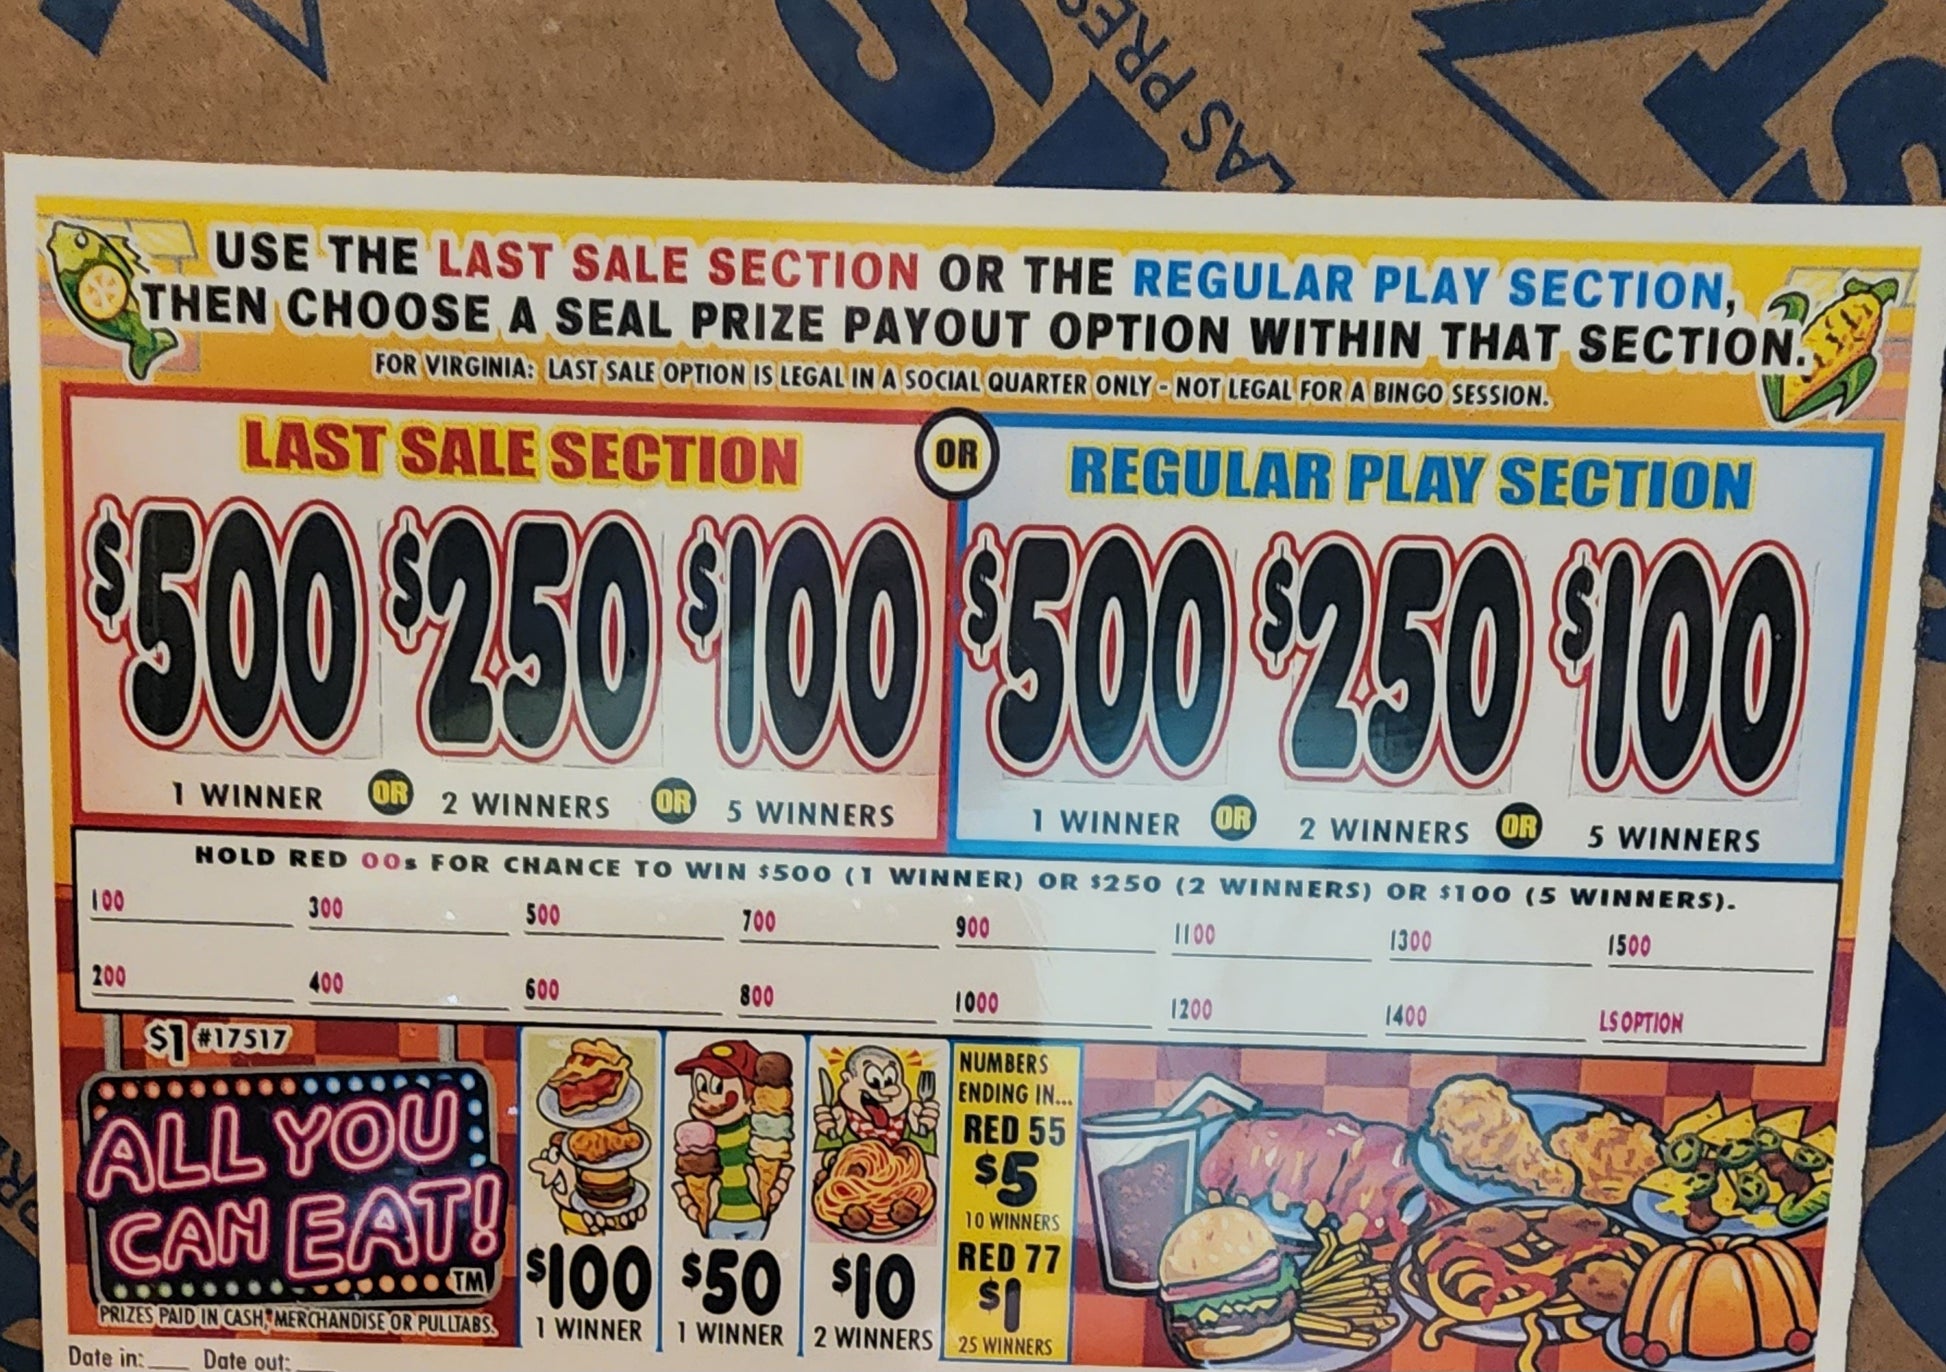 LAS PRES
USE THE LAST SALE SECTION OR THE REGULAR PLAY SECTION,
THEN CHOOSE A SEAL PRIZE PAYOUT OPTION WITHIN THAT SECTION.
FOR VIRGINIA: LAST SALE OPTION IS LEGAL IN A SOCIAL QUARTER ONLY - NOT LEGAL FOR A BINGO SESSION.
LAST SALE SECTION
$500 $250 $100
1 WINNER OR 2 WINNERS OR 5 WINNERS
OR
REGULAR PLAY SECTION
$500 $250 $100
1 WINNER OR 2 WINNERS OR 5 WINNERS
HOLD RED 00s FOR CHANCE TO WIN $500 (1 WINNER) OR $250 (2 WINNERS) OR $100 (5 WINNERS).
100 300 500 700 900 1100 1300 1500
200 400 600 800 1000 1200 1400 LS OPTION
$1 #17517
ALL YOU
CAN EAT!
TM
PRIZES PAID IN CASH, MERCHANDISE OR PULLTABS.
$100
1 WINNER
$50
1 WINNER
$10
2 WINNERS
NUMBERS
ENDING IN...
RED 55
$5
10 WINNERS
RED 77
$1
25 WINNERS
Date in:___ Date out:___